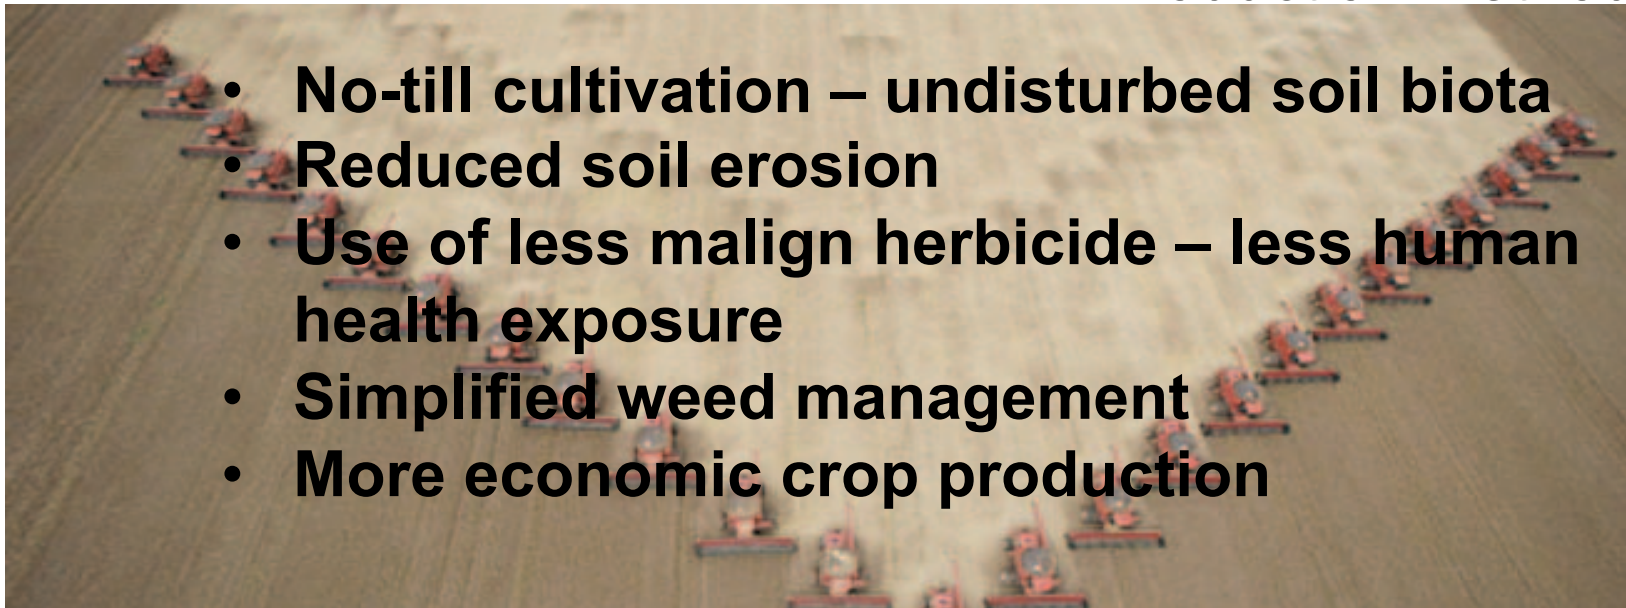 • No-till cultivation – undisturbed soil biota
• Reduced soil erosion
• Use of less malign herbicide – less human
health exposure
• Simplified weed management
• More economic crop production